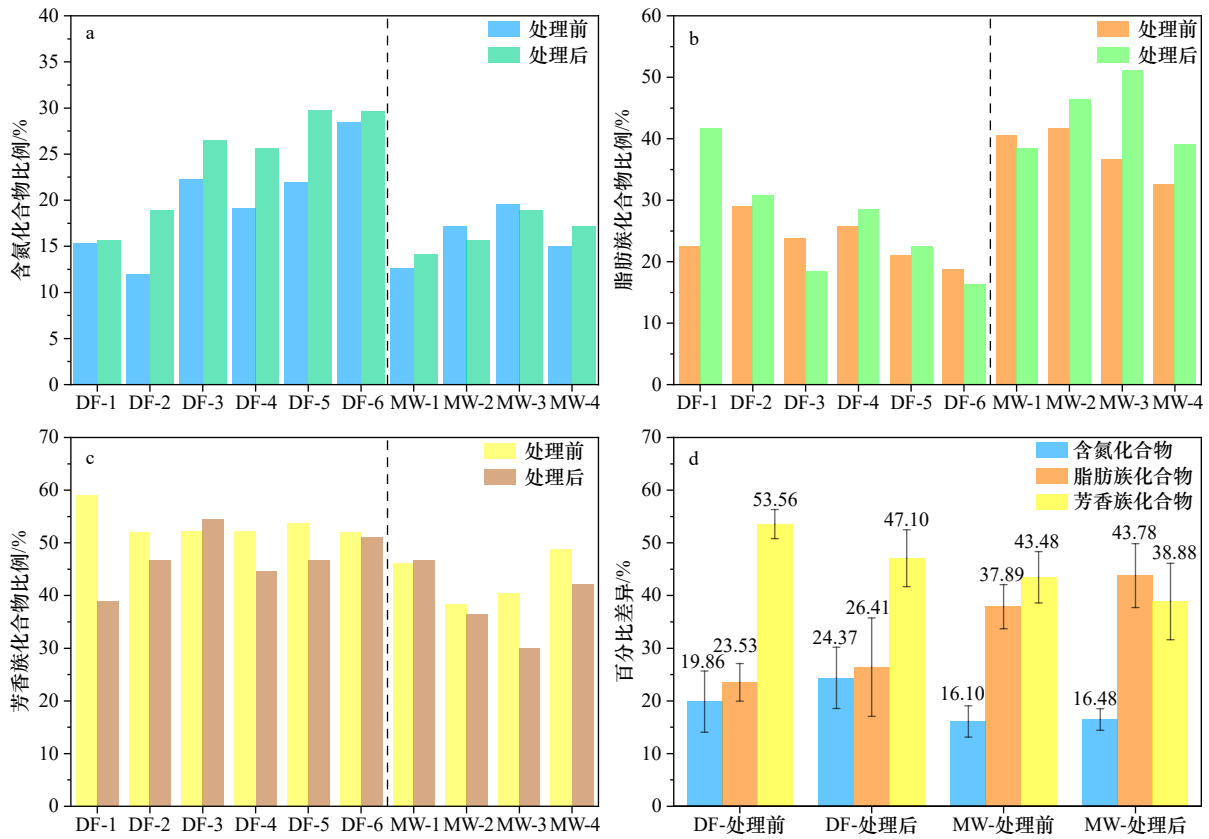 a
处理前
处理后
含氮化合物比例/%
40
35
30
25
20
15
10
5
0
DF-1 DF-2 DF-3 DF-4 DF-5 DF-6 MW-1 MW-2 MW-3 MW-4
b
处理前
处理后
脂肪族化合物比例/%
60
50
40
30
20
10
0
DF-1 DF-2 DF-3 DF-4 DF-5 DF-6 MW-1 MW-2 MW-3 MW-4
c
处理前
处理后
芳香族化合物比例/%
70
60
50
40
30
20
10
0
DF-1 DF-2 DF-3 DF-4 DF-5 DF-6 MW-1 MW-2 MW-3 MW-4
d
含氮化合物
脂肪族化合物
芳香族化合物
百分比差异/%
70
60
50
40
30
20
10
0
19.86 23.53 53.56
24.37 26.41 47.10
16.10 37.89 43.48
16.48 43.78 38.88
DF-处理前 DF-处理后 MW-处理前 MW-处理后